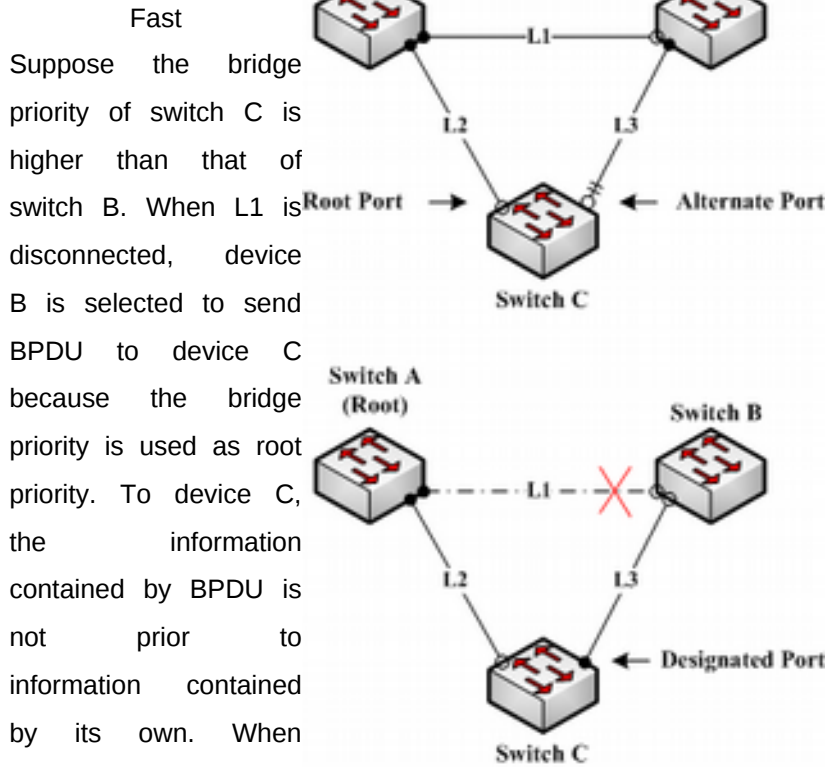 Fast
Suppose the bridge
priority of switch C is
higher than that of
switch B. When L1 is
disconnected, device
B is selected to send
BPDU to device C
because the bridge
priority is used as root
priority. To device C,
the information
contained by BPDU is
not prior to
information contained
by its own. When
L1
L2
L3
Root Port
Alternate Port
Switch C
Switch A
(Root)
Switch B
L1
L2
L3
Designated Port
Switch C